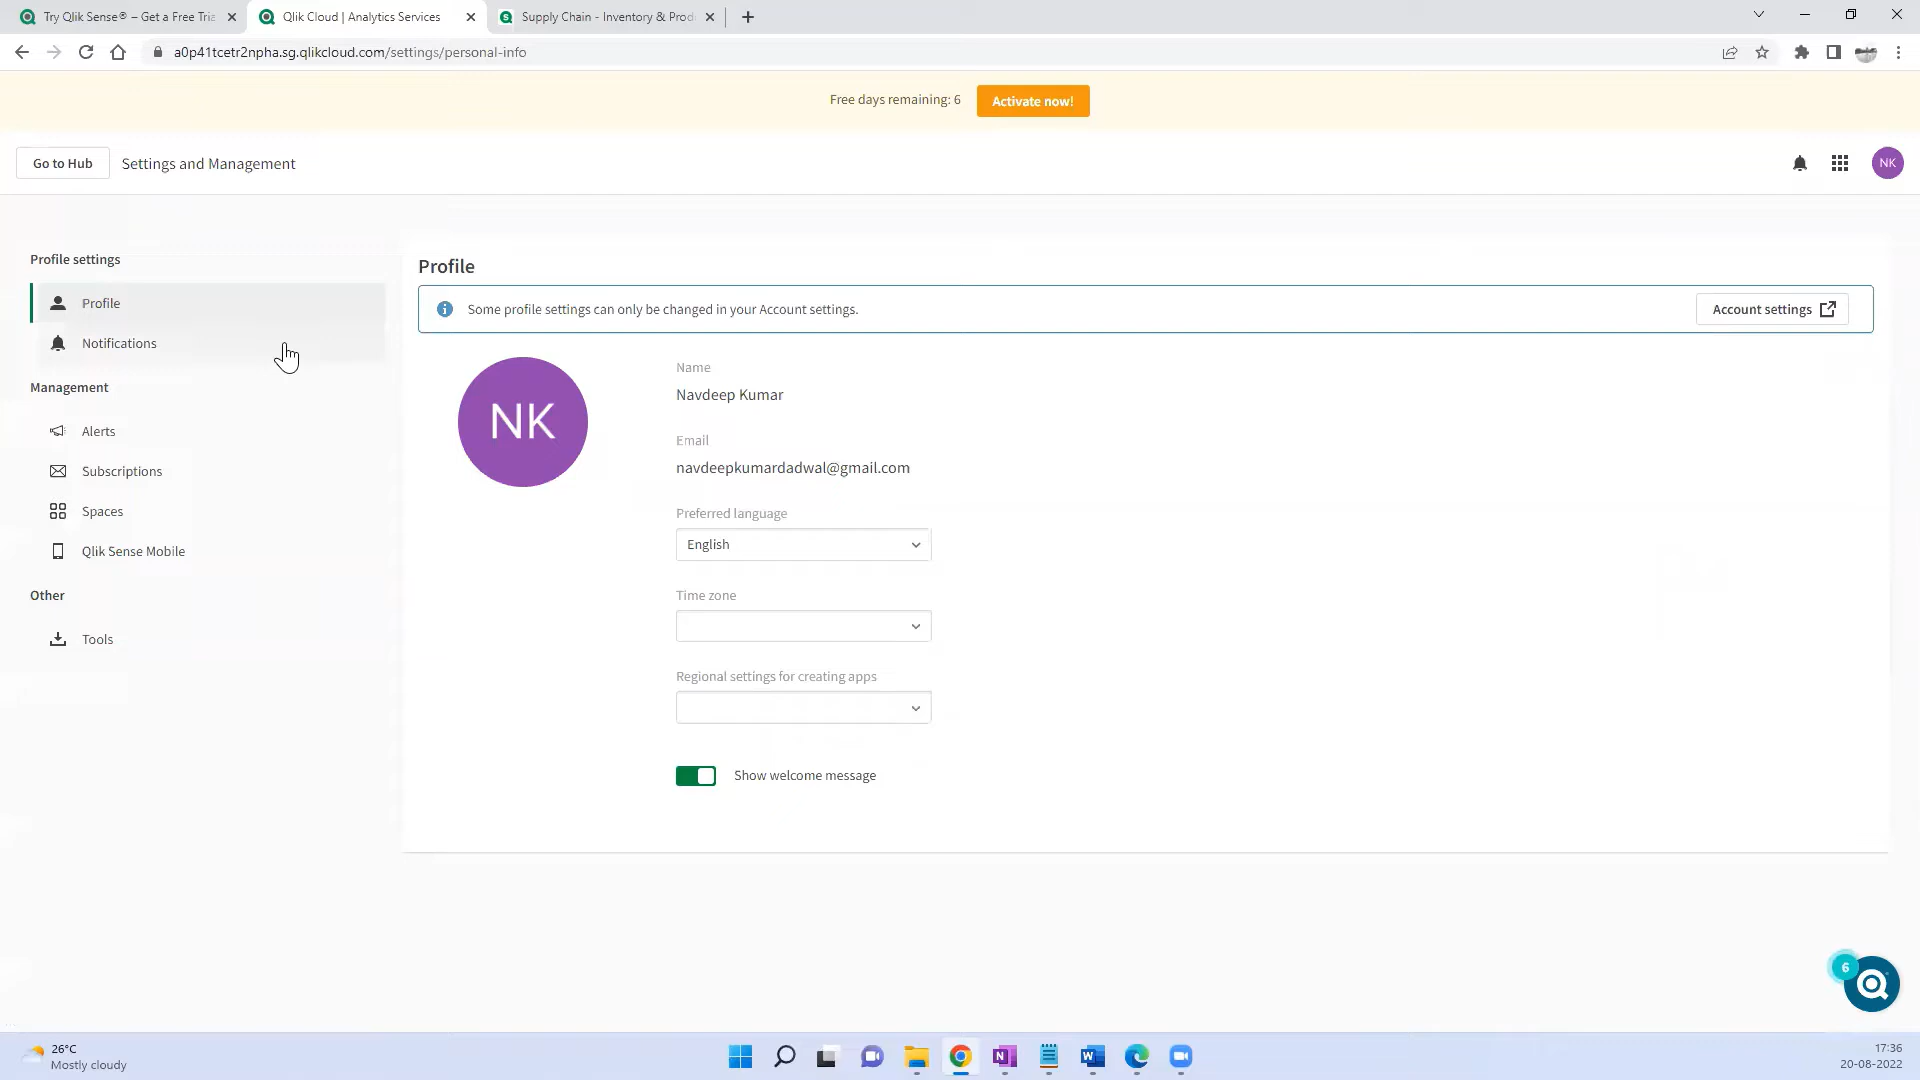 Try Qlik Sense® – Get a Free Tria
Qlik Cloud | Analytics Services
Supply Chain - Inventory & Prod
a0p41tcetr2npha.sg.qlikcloud.com/settings/personal-info
Free days remaining: 6
Activate now!
Go to Hub
Settings and Management
NK
Profile settings
Profile
Notifications
Management
Alerts
Subscriptions
Spaces
Qlik Sense Mobile
Other
Tools
Profile
Some profile settings can only be changed in your Account settings.
Account settings
NK
Name
Navdeep Kumar
Email
navdeepkumardadwal@gmail.com
Preferred language
English
Time zone
Regional settings for creating apps
Show welcome message
6
26°C
Mostly cloudy
17:36
20-08-2022